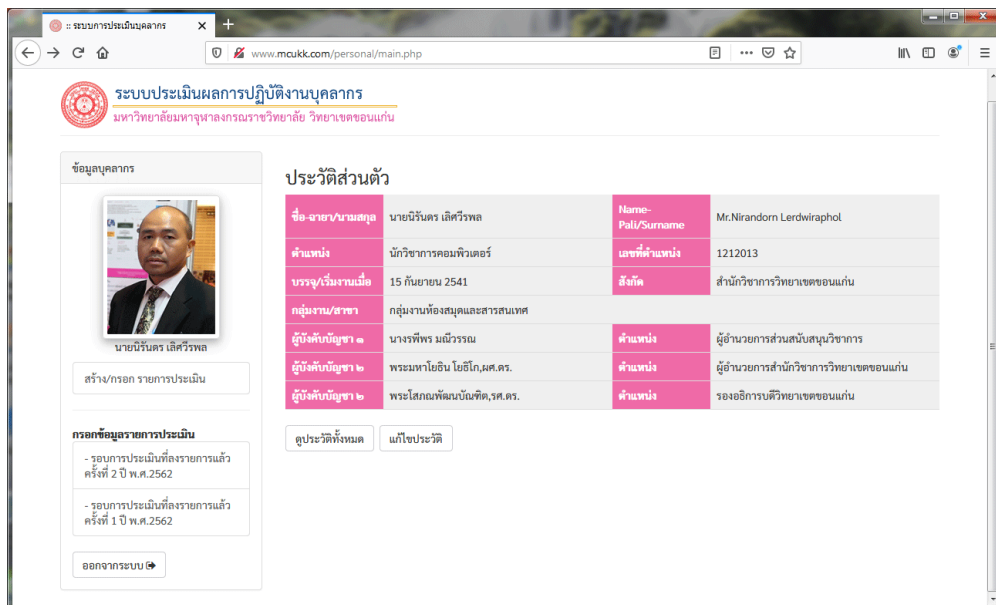 :: ระบบการประเมินบุคลากร
www.mcukk.com/personal/main.php
ระบบประเมินผลการปฏิบัติงานบุคลากร
มหาวิทยาลัยมหาจุฬาลงกรณราชวิทยาลัย วิทยาเขตขอนแก่น
ข้อมูลบุคลากร
นายนิรันดร เลิศวีรพล
สร้าง/กรอก รายการประเมิน
กรอกข้อมูลรายการประเมิน
- รอบการประเมินที่ลงรายการแล้ว
ครั้งที่ 2 ปี พ.ศ.2562
- รอบการประเมินที่ลงรายการแล้ว
ครั้งที่ 1 ปี พ.ศ.2562
ออกจากระบบ
ประวัติส่วนตัว
ชื่อ-ฉายา/นามสกุล นายนิรันดร เลิศวีรพล Name-
Pali/Surname Mr.Nirandorn Lerdwiraphol
ตำแหน่ง นักวิชาการคอมพิวเตอร์ เลขที่ตำแหน่ง 1212013
บรรจุ/เริ่มงานเมื่อ 15 กันยายน 2541 สังกัด สำนักวิชาการวิทยาเขตขอนแก่น
กลุ่มงาน/สาขา กลุ่มงานห้องสมุดและสารสนเทศ
ผู้บังคับบัญชา ๑ นางรพีพร มณีวรรณ ตำแหน่ง ผู้อำนวยการส่วนสนับสนุนวิชาการ
ผู้บังคับบัญชา ๒ พระมหาโยธิน โยธิโก,ผศ.ดร. ตำแหน่ง ผู้อำนวยการสำนักวิชาการวิทยาเขตขอนแก่น
ผู้บังคับบัญชา ๒ พระโสภณพัฒนบัณฑิต,รศ.ดร. ตำแหน่ง รองอธิการบดีวิทยาเขตขอนแก่น
ดูประวัติทั้งหมด แก้ไขประวัติ